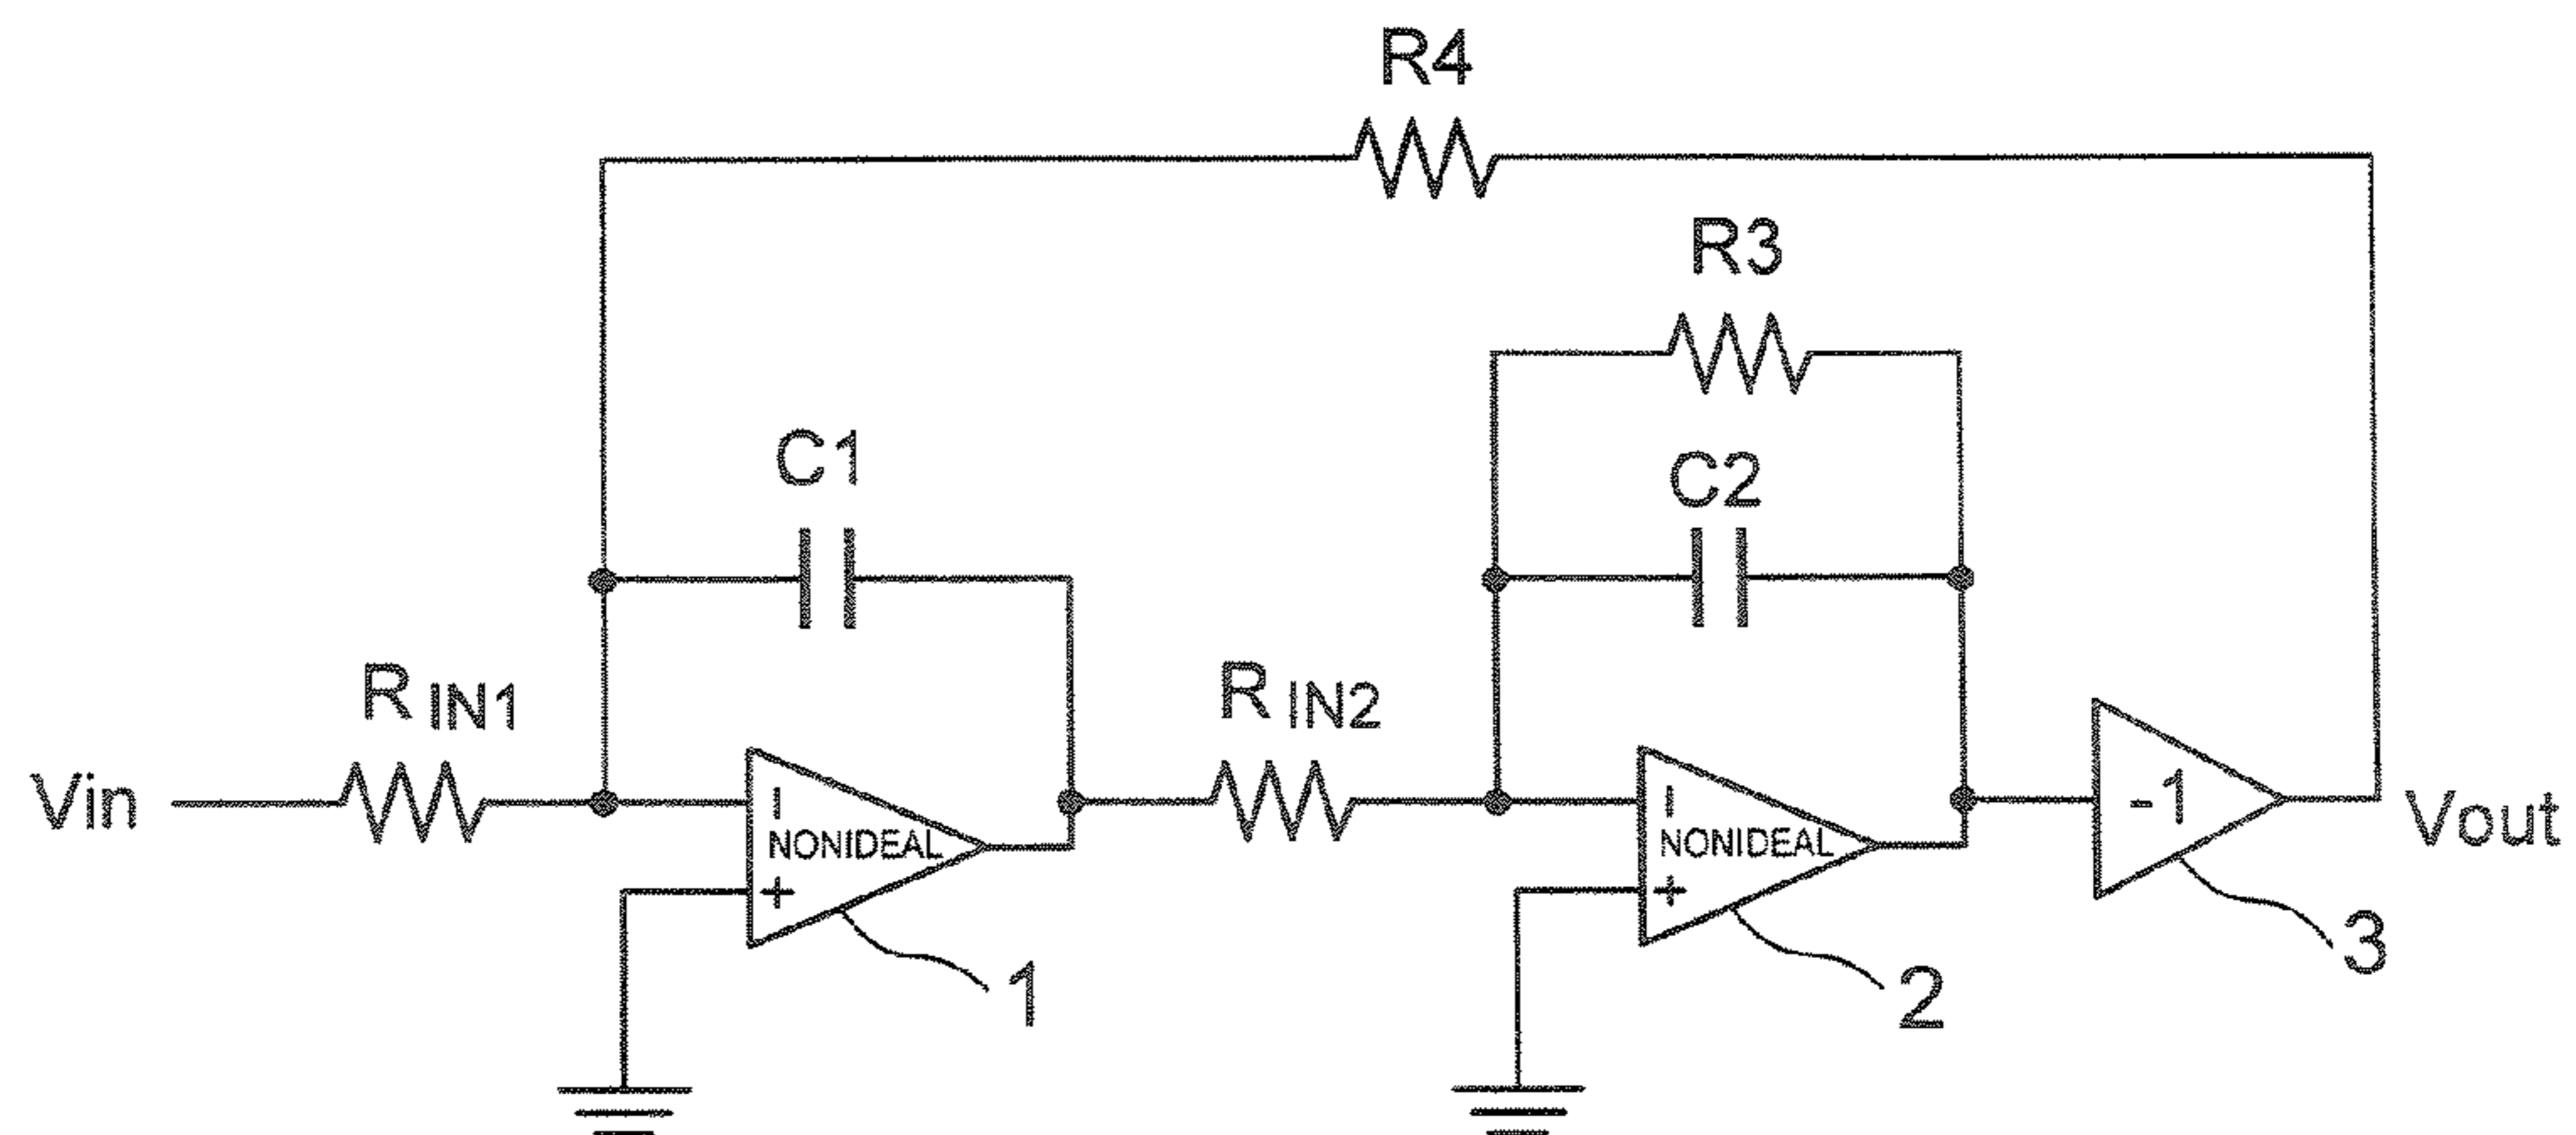 R4
R3
C1
C2
R IN1
R IN2
Vin
Vout
-
NONIDEAL
+
-
NONIDEAL
+
-1
1
2
3